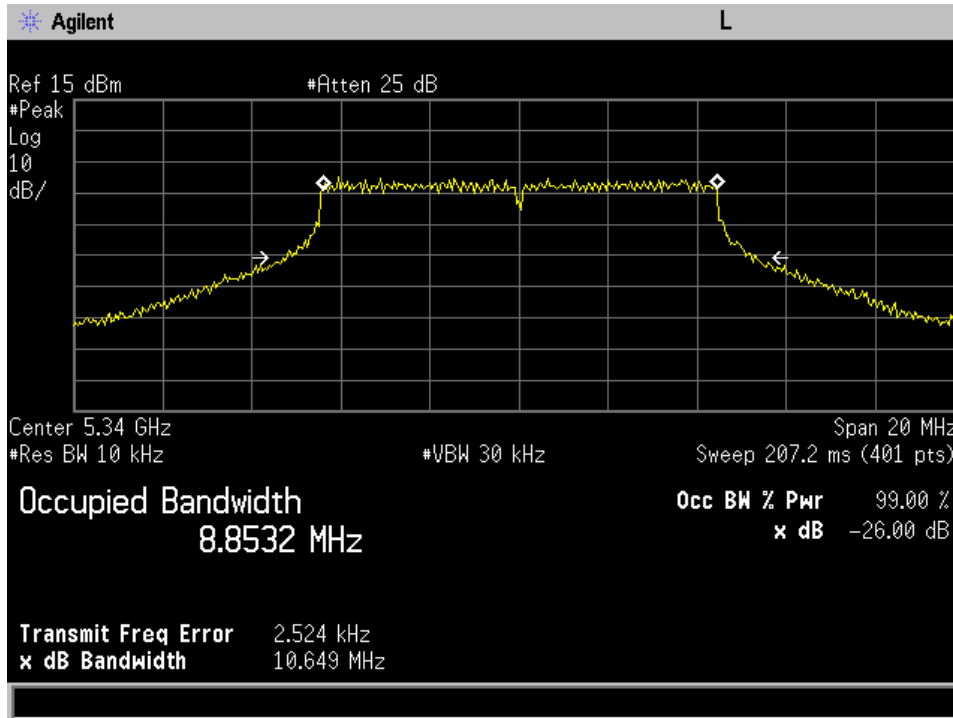 Agilent
L
Ref 15 dBm #Atten 25 dB
#Peak
Log
10
dB/
Center 5.34 GHz Span 20 MHz
#Res BW 10 kHz #VBW 30 kHz Sweep 207.2 ms (401 pts)
Occupied Bandwidth
8.8532 MHz
Occ BW % Pwr 99.00 %
x dB -26.00 dB
Transmit Freq Error 2.524 kHz
x dB Bandwidth 10.649 MHz